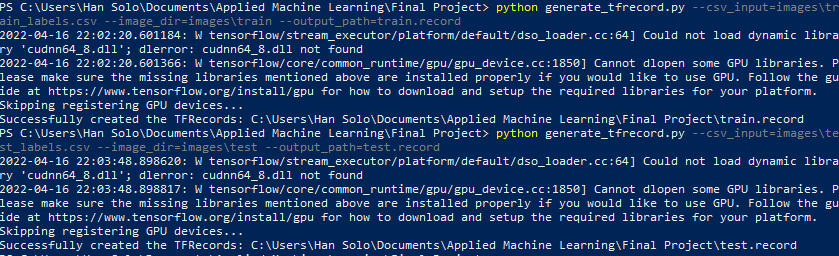 PS C:\Users\Han Solo\Documents\Applied Machine Learning\Final Project> python generate_tfrecord.py --csv_input=images\tr
ain_labels.csv --image_dir=images\train --output_path=train.record
2022-04-16 22:02:20.601184: W tensorflow/stream_executor/platform/default/dso_loader.cc:64] Could not load dynamic libra
ry 'cudnn64_8.dll'; dlerror: cudnn64_8.dll not found
2022-04-16 22:02:20.601366: W tensorflow/core/common_runtime/gpu/gpu_device.cc:1850] Cannot dlopen some GPU libraries. P
lease make sure the missing libraries mentioned above are installed properly if you would like to use GPU. Follow the gu
ide at https://www.tensorflow.org/install/gpu for how to download and setup the required libraries for your platform.
Skipping registering GPU devices...
Successfully created the TFRecords: C:\Users\Han Solo\Documents\Applied Machine Learning\Final Project\train.record
PS C:\Users\Han Solo\Documents\Applied Machine Learning\Final Project> python generate_tfrecord.py --csv_input=images\te
st_labels.csv --image_dir=images\test --output_path=test.record
2022-04-16 22:03:48.898620: W tensorflow/stream_executor/platform/default/dso_loader.cc:64] Could not load dynamic libra
ry 'cudnn64_8.dll'; dlerror: cudnn64_8.dll not found
2022-04-16 22:03:48.898817: W tensorflow/core/common_runtime/gpu/gpu_device.cc:1850] Cannot dlopen some GPU libraries. P
lease make sure the missing libraries mentioned above are installed properly if you would like to use GPU. Follow the gu
ide at https://www.tensorflow.org/install/gpu for how to download and setup the required libraries for your platform.
Skipping registering GPU devices...
Successfully created the TFRecords: C:\Users\Han Solo\Documents\Applied Machine Learning\Final Project\test.record